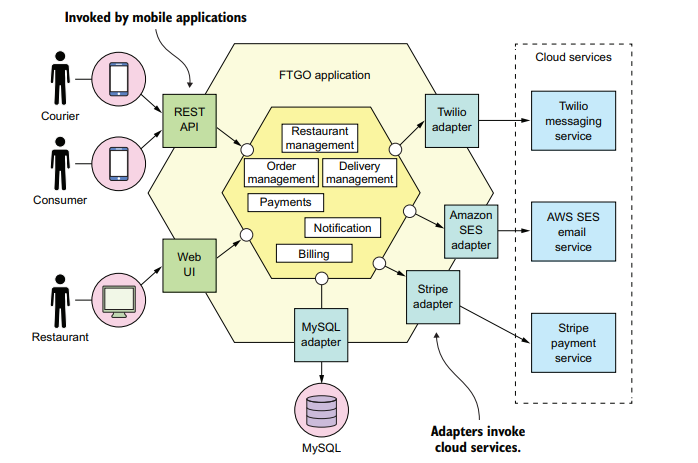 Invoked by mobile applications
Courier
Consumer
Restaurant
REST
API
Web
UI
FTGO application
Restaurant
management
Order
management
Delivery
management
Payments
Notification
Billing
Twilio
adapter
Amazon
SES
adapter
Stripe
adapter
MySQL
adapter
MySQL
Cloud services
Twilio
messaging
service
AWS SES
email
service
Stripe
payment
service
Adapters invoke
cloud services.